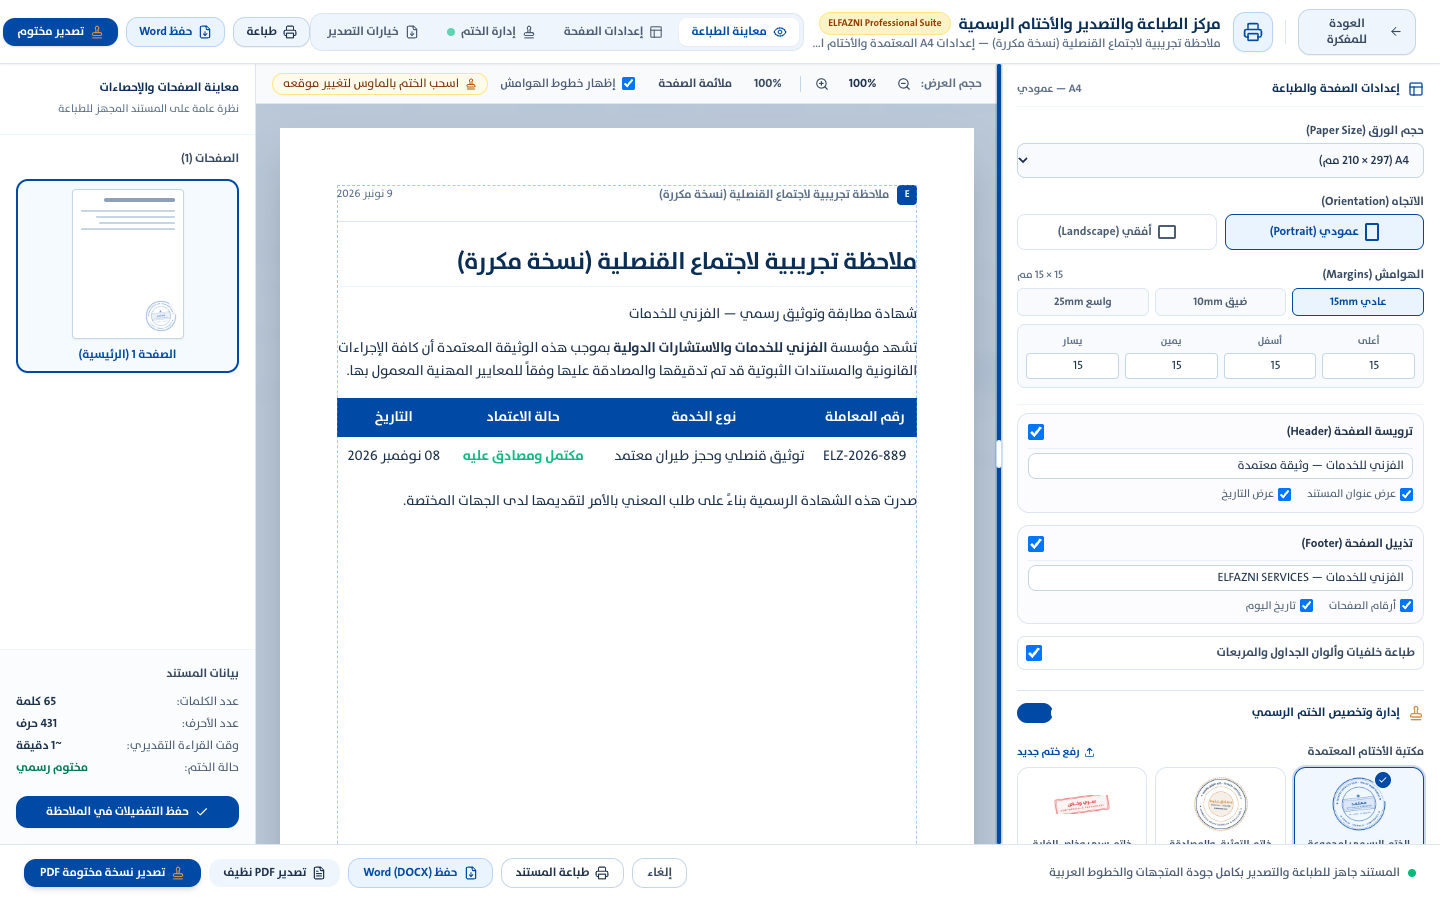 العودة للمفكرة
مركز الطباعة والتصدير والأختام الرسمية
ELFAZNI Professional Suite
ملاحظة تجريبية لاجتماع القنصلية (نسخة مكررة) — إعدادات A4 المعتمدة والأختام ا...
معاينة الطباعة
إعدادات الصفحة
إدارة الختم
خيارات التصدير
طباعة
حفظ Word
تصدير مختوم
إعدادات الصفحة والطباعة
A4 — عمودي
حجم الورق (Paper Size)
A4 (210 × 297 مم)
الاتجاه (Orientation)
عمودي (Portrait)
أفقي (Landscape)
الهوامش (Margins)
15 × 15 مم
عادي 15mm
ضيق 10mm
واسع 25mm
أعلى
أسفل
يمين
يسار
15
15
15
15
ترويسة الصفحة (Header)
الفزني للخدمات — وثيقة معتمدة
عرض عنوان المستند
عرض التاريخ
تذييل الصفحة (Footer)
الفزني للخدمات — ELFAZNI SERVICES
أرقام الصفحات
تاريخ اليوم
طباعة خلفيات وألوان الجداول والمربعات
إدارة وتخصيص الختم الرسمي
مكتبة الأختام المعتمدة
رفع ختم جديد
حجم العرض:
100%
100%
ملائمة الصفحة
إظهار خطوط الهوامش
اسحب الختم بالماوس لتغيير موقعه
E
ملاحظة تجريبية لاجتماع القنصلية (نسخة مكررة)
9 نونبر 2026
ملاحظة تجريبية لاجتماع القنصلية (نسخة مكررة)
شهادة مطابقة وتوثيق رسمي — الفزني للخدمات
تشهد مؤسسة الفزني للخدمات والاستشارات الدولية بموجب هذه الوثيقة المعتمدة أن كافة الإجراءات
القانونية والمستندات الثبوتية قد تم تدقيقها والمصادقة عليها وفقاً للمعايير المهنية المعمول بها.
رقم المعاملة
نوع الخدمة
حالة الاعتماد
التاريخ
ELZ-2026-889
توثيق قنصلي وحجز طيران معتمد
مكتمل ومصادق عليه
08 نوفمبر 2026
صدرت هذه الشهادة الرسمية بناءً على طلب المعني بالأمر لتقديمها لدى الجهات المختصة.
معاينة الصفحات والإحصاءات
نظرة عامة على المستند المجهز للطباعة
الصفحات (1)
الصفحة 1 (الرئيسية)
بيانات المستند
عدد الكلمات:
65 كلمة
عدد الأحرف:
431 حرف
وقت القراءة التقديري:
~1 دقيقة
حالة الختم:
مختوم رسمي
حفظ التفضيلات في الملاحظة
المستند جاهز للطباعة والتصدير بكامل جودة المتجهات والخطوط العربية
إلغاء
طباعة المستند
حفظ Word (DOCX)
تصدير PDF نظيف
تصدير نسخة مختومة PDF